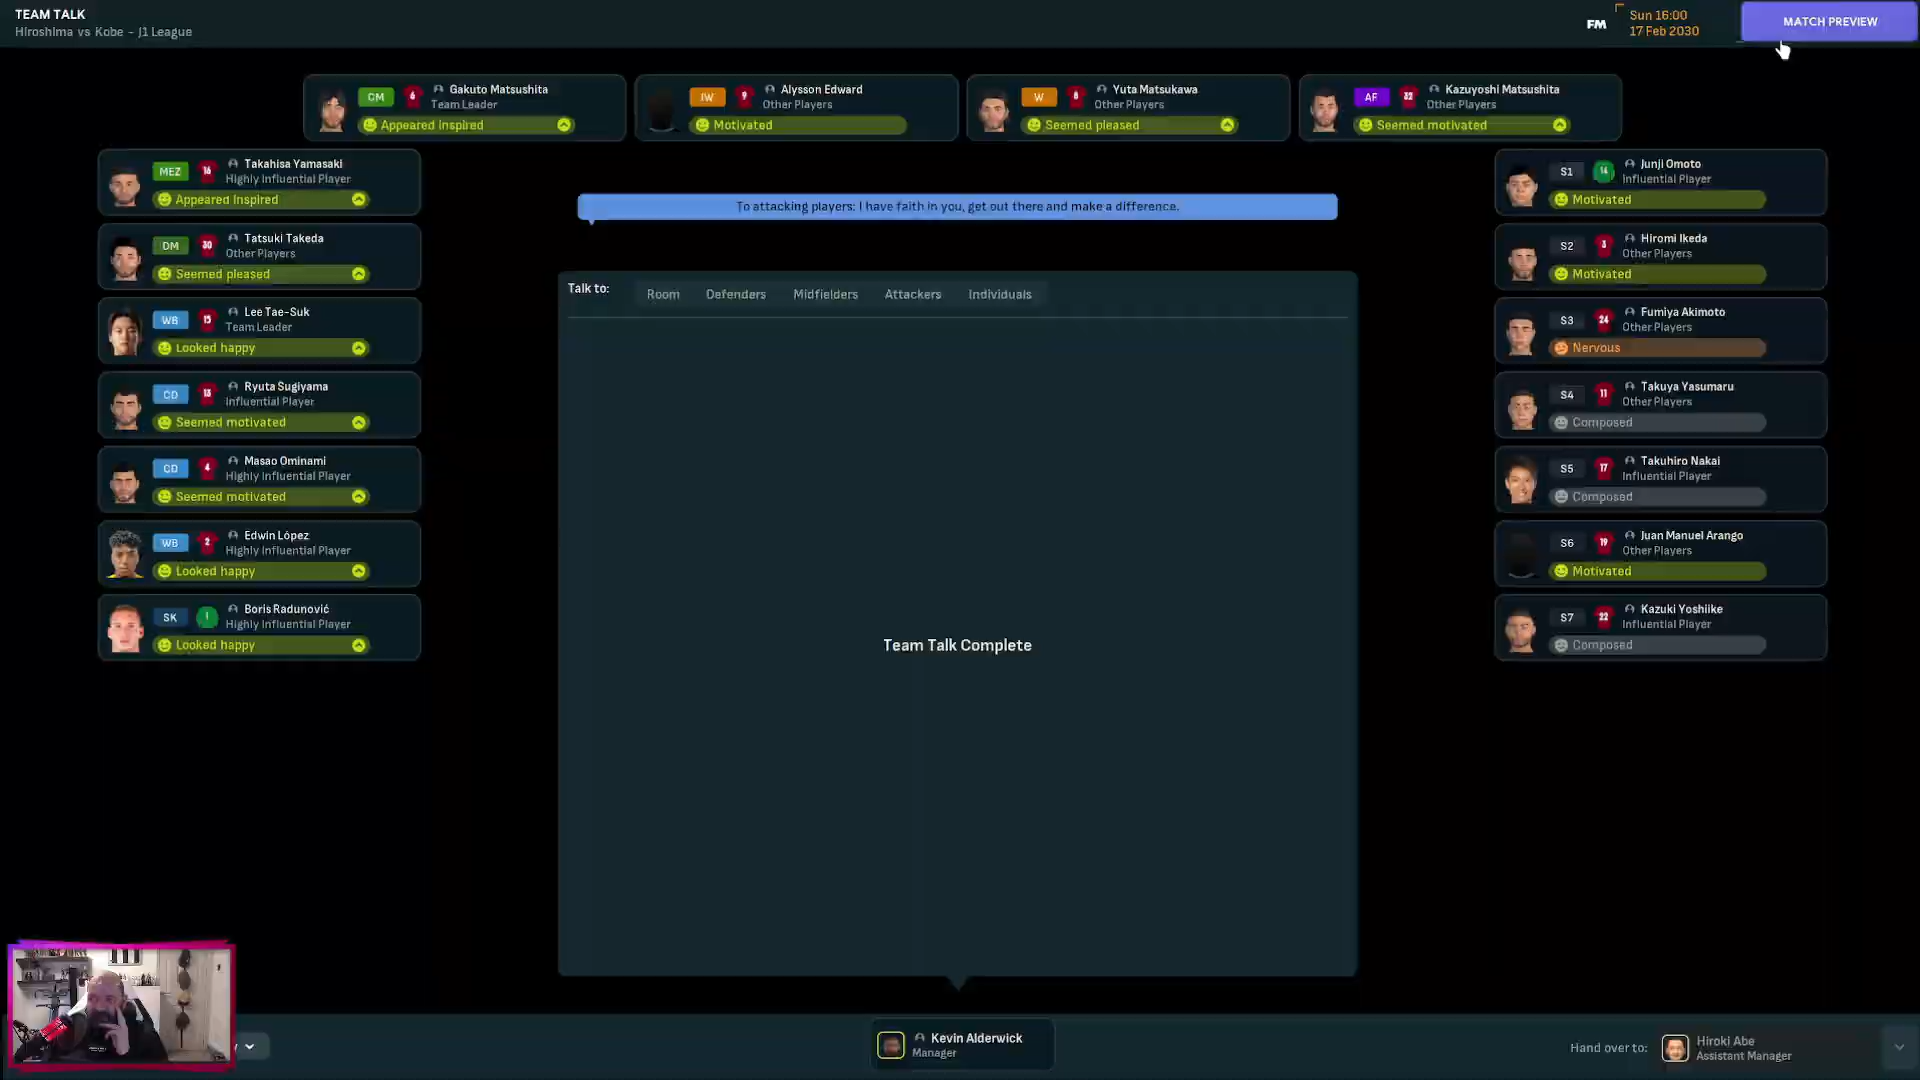 TEAM TALK
Hiroshima vs Kobe - J1 League
FM
Sun 16:00
17 Feb 2030
MATCH PREVIEW
CM 6 Gakuto Matsushita
Team Leader
Appeared Inspired
IW 9 Alysson Edward
Other Players
Motivated
W 8 Yuta Matsukawa
Other Players
Seemed pleased
AF 32 Kazuyoshi Matsushita
Other Players
Seemed motivated
MEZ 16 Takahisa Yamasaki
Highly Influential Player
Appeared Inspired
DM 30 Tatsuki Takeda
Other Players
Seemed pleased
WB 15 Lee Tae-Suk
Team Leader
Looked happy
CD 13 Ryuta Sugiyama
Influential Player
Seemed motivated
CD 4 Masao Ominami
Highly Influential Player
Seemed motivated
WB 2 Edwin López
Highly Influential Player
Looked happy
SK 1 Boris Radunović
Highly Influential Player
Looked happy
To attacking players: I have faith in you, get out there and make a difference.
Talk to: Room Defenders Midfielders Attackers Individuals
Team Talk Complete
S1 14 Junji Omoto
Influential Player
Motivated
S2 3 Hiromi Ikeda
Other Players
Motivated
S3 24 Fumiya Akimoto
Other Players
Nervous
S4 11 Takuya Yasumaru
Other Players
Composed
S5 17 Takuhiro Nakai
Influential Player
Composed
S6 19 Juan Manuel Arango
Other Players
Motivated
S7 22 Kazuki Yoshiike
Influential Player
Composed
Kevin Alderwick
Manager
Hand over to: Hiroki Abe
Assistant Manager